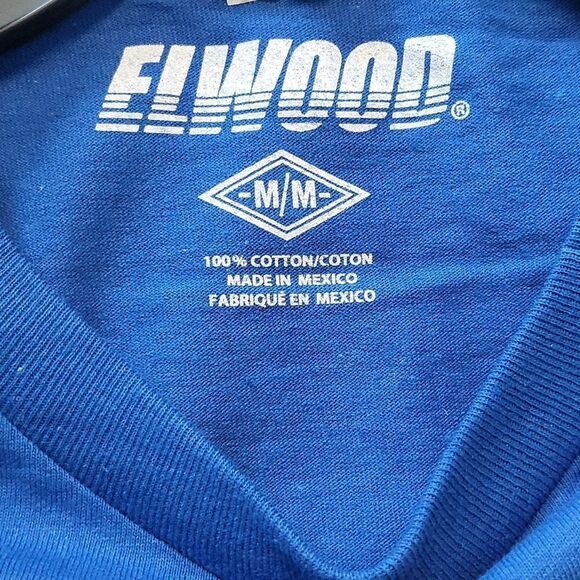 ELWOOD®
-M/M-
100% COTTON/COTON
MADE IN MEXICO
FABRIQUÉ EN MEXICO